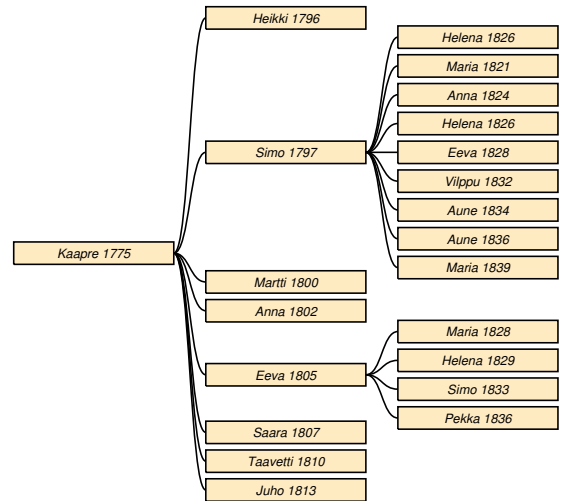 Kaapre 1775
Heikki 1796
Simo 1797
Helena 1826
Maria 1821
Anna 1824
Helena 1826
Eeva 1828
Vilppu 1832
Aune 1834
Aune 1836
Maria 1839
Martti 1800
Anna 1802
Eeva 1805
Maria 1828
Helena 1829
Simo 1833
Pekka 1836
Saara 1807
Taavetti 1810
Juho 1813